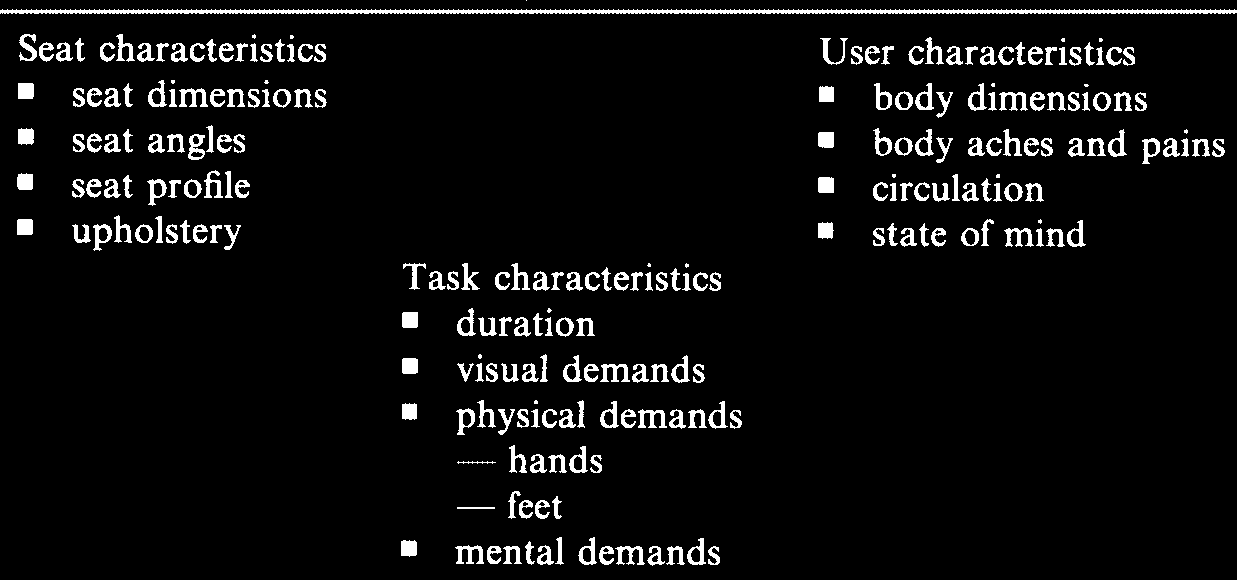 Seat characteristics
■ seat dimensions
■ seat angles
■ seat profile
■ upholstery
User characteristics
■ body dimensions
■ body aches and pains
■ circulation
■ state of mind
Task characteristics
■ duration
■ visual demands
■ physical demands
— hands
— feet
■ mental demands